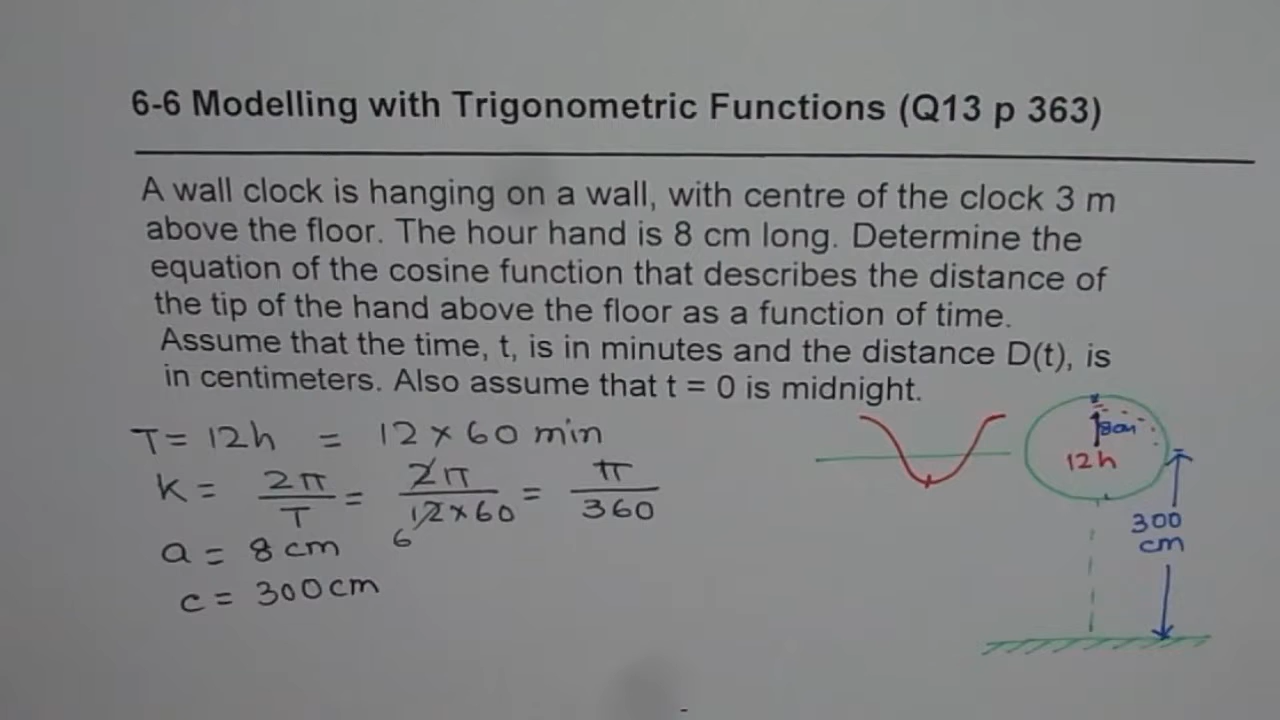 6-6 Modelling with Trigonometric Functions (Q13 p 363)
A wall clock is hanging on a wall, with centre of the clock 3 m
above the floor. The hour hand is 8 cm long. Determine the
equation of the cosine function that describes the distance of
the tip of the hand above the floor as a function of time.
Assume that the time, t, is in minutes and the distance D(t), is
in centimeters. Also assume that t = 0 is midnight.
T = 12h = 12 × 60 min
K = 2π/T = 2π/12×60 = π/360
6
a = 8 cm
c = 300cm
8cm
12h
300
cm